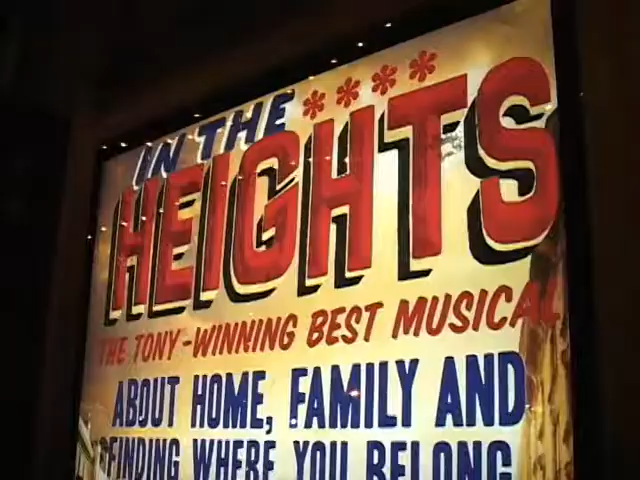 IN THE ****
HEIGHTS
THE TONY-WINNING BEST MUSICAL
ABOUT HOME, FAMILY AND
FINDING WHERE YOU BELONG